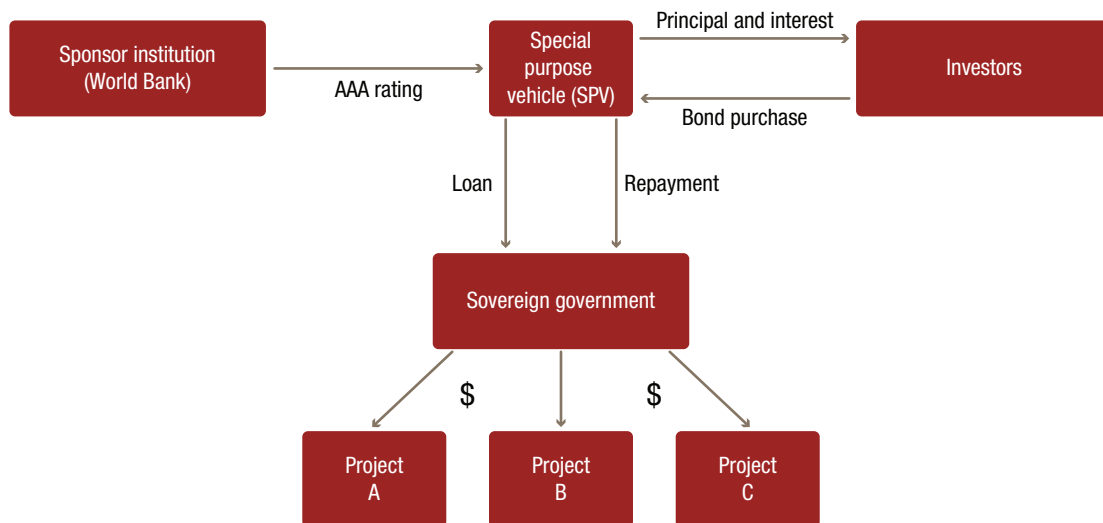 Principal and interest
Sponsor institution
(World Bank)
AAA rating
Special
purpose
vehicle (SPV)
Investors
Bond purchase
Loan
Repayment
Sovereign government
$
$
Project
A
Project
B
Project
C